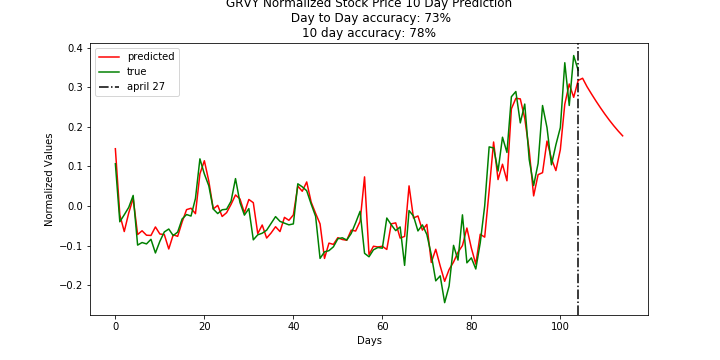 GRVY Normalized Stock Price 10 Day Prediction
Day to Day accuracy: 73%
10 day accuracy: 78%
predicted
true
april 27
Normalized Values
0.4
0.3
0.2
0.1
0.0
−0.1
−0.2
0 20 40 60 80 100
Days